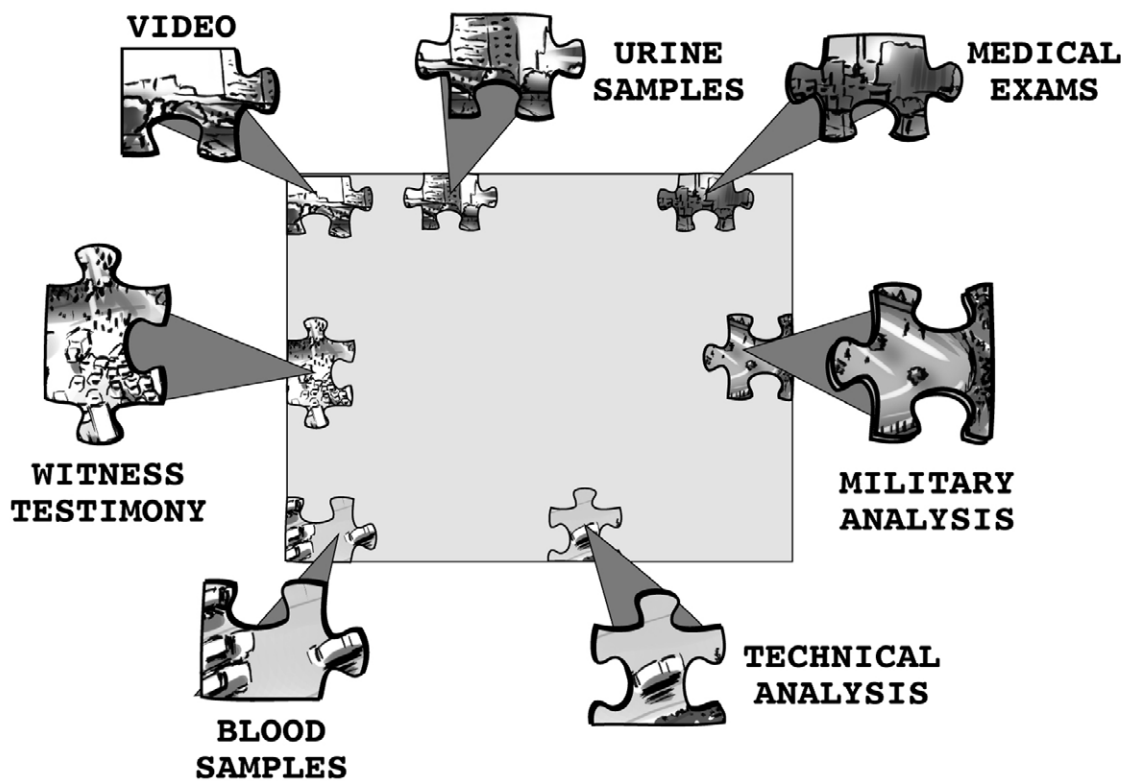 VIDEO
URINE
SAMPLES
MEDICAL
EXAMS
WITNESS
TESTIMONY
MILITARY
ANALYSIS
BLOOD
SAMPLES
TECHNICAL
ANALYSIS